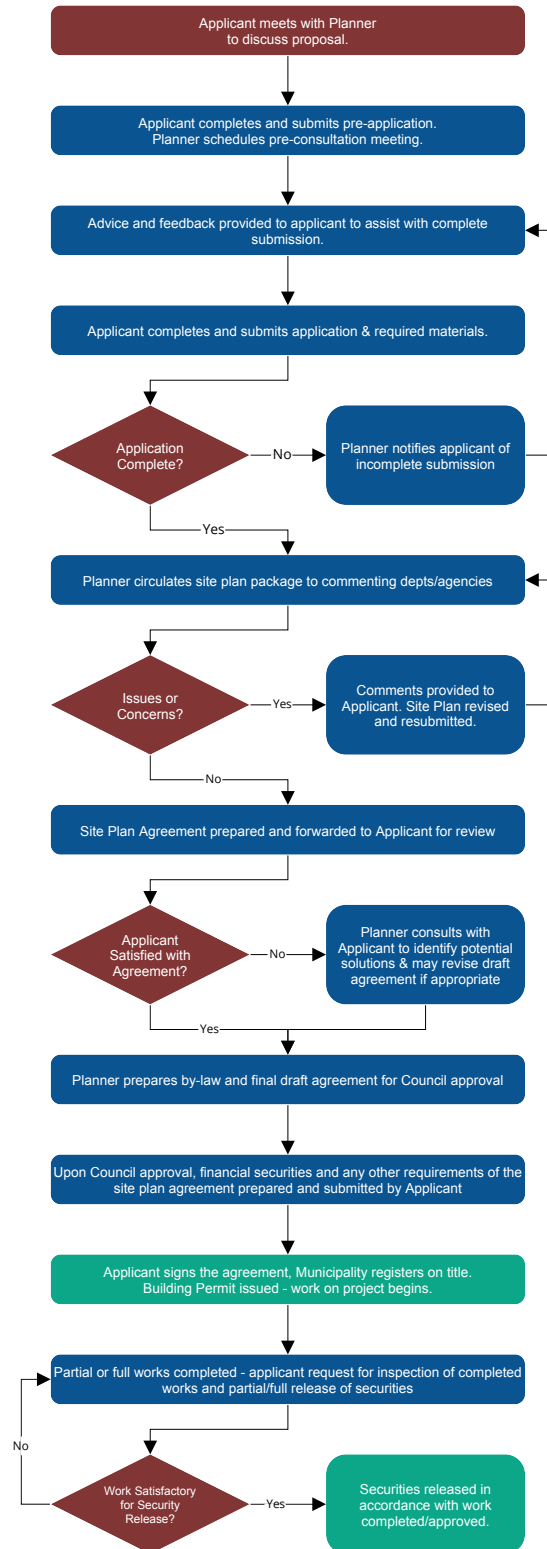 Applicant meets with Planner
to discuss proposal.
Applicant completes and submits pre-application.
Planner schedules pre-consultation meeting.
Advice and feedback provided to applicant to assist with complete
submission.
Applicant completes and submits application & required materials.
Application
Complete?
No
Planner notifies applicant of
incomplete submission
Yes
Planner circulates site plan package to commenting depts/agencies
Issues or
Concerns?
Yes
Comments provided to
Applicant. Site Plan revised
and resubmitted.
No
Site Plan Agreement prepared and forwarded to Applicant for review
Applicant
Satisfied with
Agreement?
No
Planner consults with
Applicant to identify potential
solutions & may revise draft
agreement if appropriate
Yes
Planner prepares by-law and final draft agreement for Council approval
Upon Council approval, financial securities and any other requirements of the
site plan agreement prepared and submitted by Applicant
Applicant signs the agreement, Municipality registers on title.
Building Permit issued - work on project begins.
Partial or full works completed - applicant request for inspection of completed
works and partial/full release of securities
No
Work Satisfactory
for Security
Release?
Yes
Securities released in
accordance with work
completed/approved.